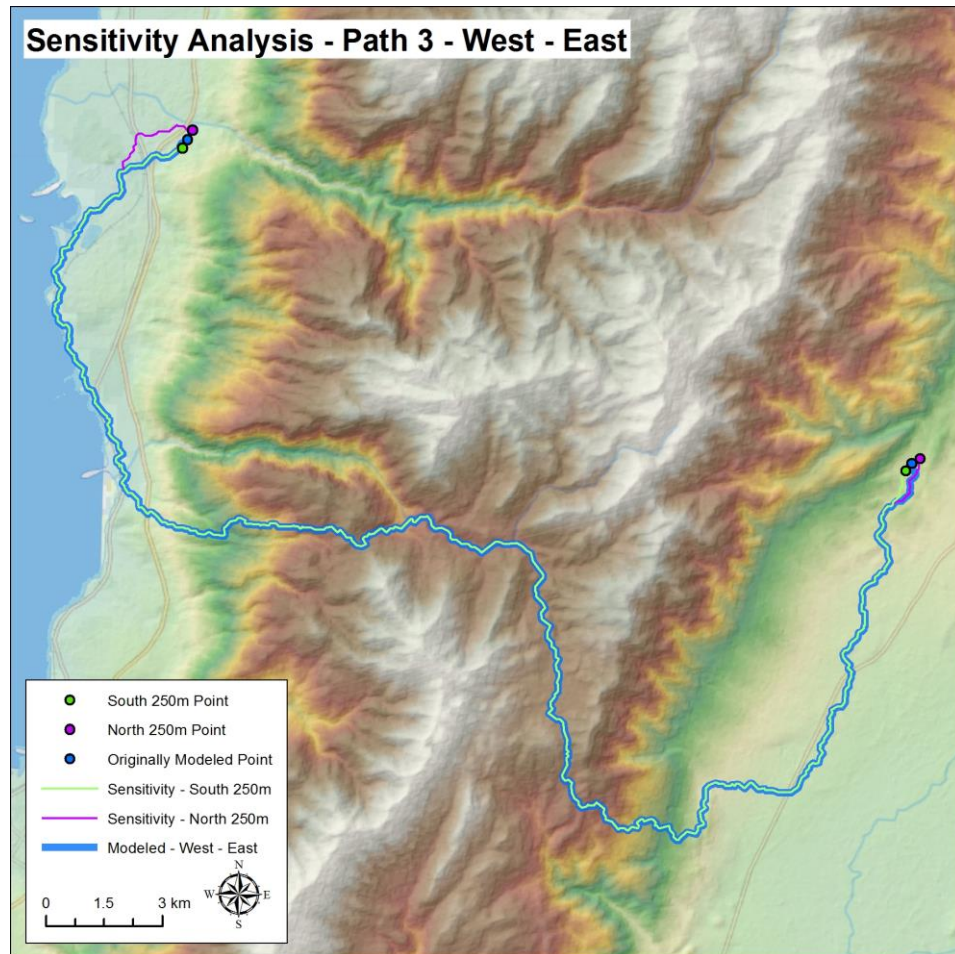 Sensitivity Analysis - Path 3 - West - East
South 250m Point
North 250m Point
Originally Modeled Point
Sensitivity - South 250m
Sensitivity - North 250m
Modeled - West - East
N
W E
S
0 1.5 3 km